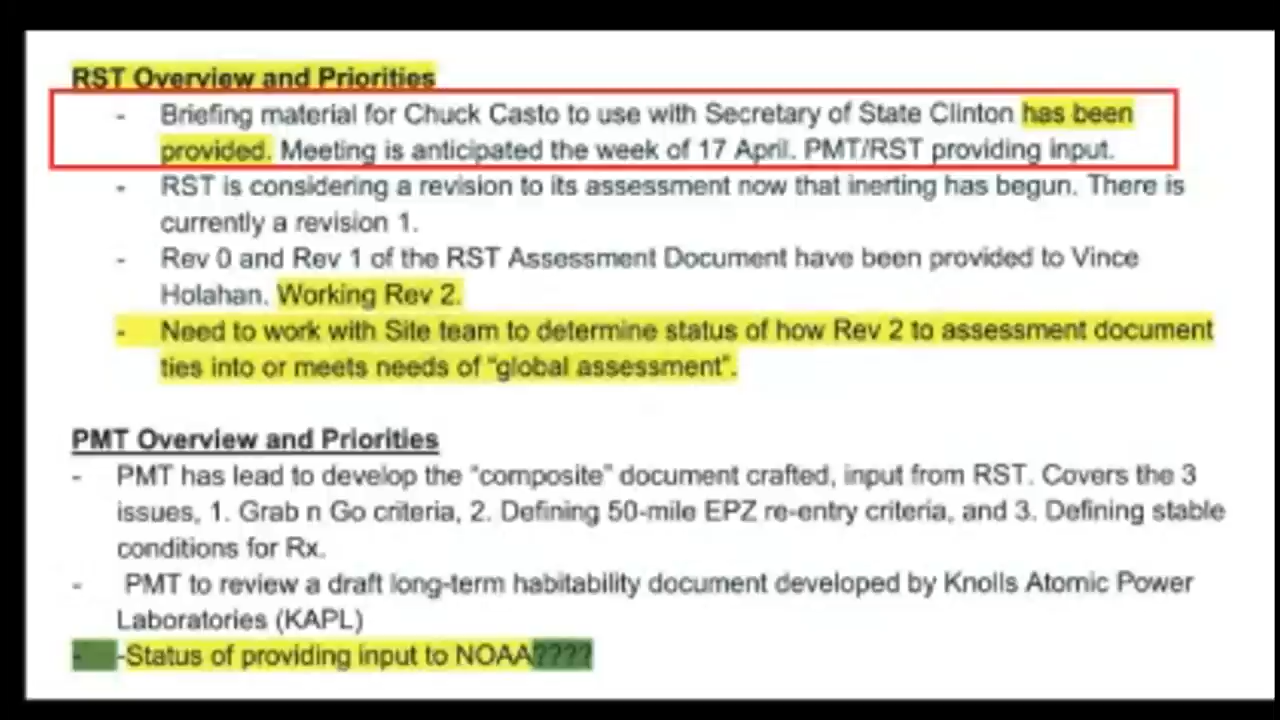 RST Overview and Priorities
- Briefing material for Chuck Casto to use with Secretary of State Clinton has been
provided. Meeting is anticipated the week of 17 April. PMT/RST providing input.
- RST is considering a revision to its assessment now that inerting has begun. There is
currently a revision 1.
- Rev 0 and Rev 1 of the RST Assessment Document have been provided to Vince
Holahan. Working Rev 2.
- Need to work with Site team to determine status of how Rev 2 to assessment document
ties into or meets needs of "global assessment".
PMT Overview and Priorities
- PMT has lead to develop the "composite" document crafted, input from RST. Covers the 3
issues, 1. Grab n Go criteria, 2. Defining 50-mile EPZ re-entry criteria, and 3. Defining stable
conditions for Rx.
- PMT to review a draft long-term habitability document developed by Knolls Atomic Power
Laboratories (KAPL)
- -Status of providing input to NOAA????